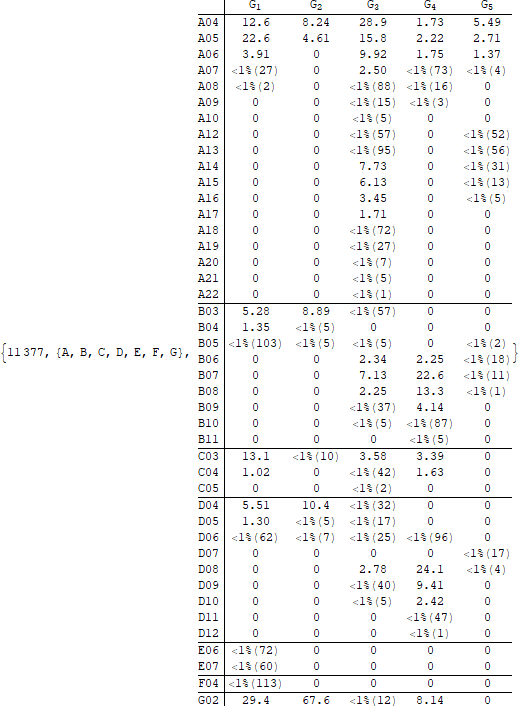 G₁ G₂ G₃ G₄ G₅
A04 12.6 8.24 28.9 1.73 5.49
A05 22.6 4.61 15.8 2.22 2.71
A06 3.91 0 9.92 1.75 1.37
A07 <1%(27) 0 2.50 <1%(73) <1%(4)
A08 <1%(2) 0 <1%(88) <1%(16) 0
A09 0 0 <1%(15) <1%(3) 0
A10 0 0 <1%(5) 0 0
A12 0 0 <1%(57) 0 <1%(52)
A13 0 0 <1%(95) 0 <1%(56)
A14 0 0 7.73 0 <1%(31)
A15 0 0 6.13 0 <1%(13)
A16 0 0 3.45 0 <1%(5)
A17 0 0 1.71 0 0
A18 0 0 <1%(72) 0 0
A19 0 0 <1%(27) 0 0
A20 0 0 <1%(7) 0 0
A21 0 0 <1%(5) 0 0
A22 0 0 <1%(1) 0 0
B03 5.28 8.89 <1%(57) 0 0
B04 1.35 <1%(5) 0 0 0
{11377, {A, B, C, D, E, F, G}, B05 <1%(103) <1%(5) <1%(5) 0 <1%(2) }
B06 0 0 2.34 2.25 <1%(18)
B07 0 0 7.13 22.6 <1%(11)
B08 0 0 2.25 13.3 <1%(1)
B09 0 0 <1%(37) 4.14 0
B10 0 0 <1%(5) <1%(87) 0
B11 0 0 0 <1%(5) 0
C03 13.1 <1%(10) 3.58 3.39 0
C04 1.02 0 <1%(42) 1.63 0
C05 0 0 <1%(2) 0 0
D04 5.51 10.4 <1%(32) 0 0
D05 1.30 <1%(5) <1%(17) 0 0
D06 <1%(62) <1%(7) <1%(25) <1%(96) 0
D07 0 0 0 0 <1%(17)
D08 0 0 2.78 24.1 <1%(4)
D09 0 0 <1%(40) 9.41 0
D10 0 0 <1%(5) 2.42 0
D11 0 0 0 <1%(47) 0
D12 0 0 0 <1%(1) 0
E06 <1%(72) 0 0 0 0
E07 <1%(60) 0 0 0 0
F04 <1%(113) 0 0 0 0
G02 29.4 67.6 <1%(12) 8.14 0